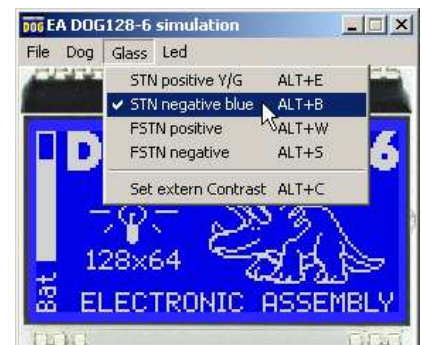 EA DOG128-6 simulation
File Dog Glass Led
STN positive Y/G ALT+E
STN negative blue ALT+B
FSTN positive ALT+W
FSTN negative ALT+S
Set extern Contrast ALT+C
D 6
128x64
Bat
ELECTRONIC ASSEMBLY